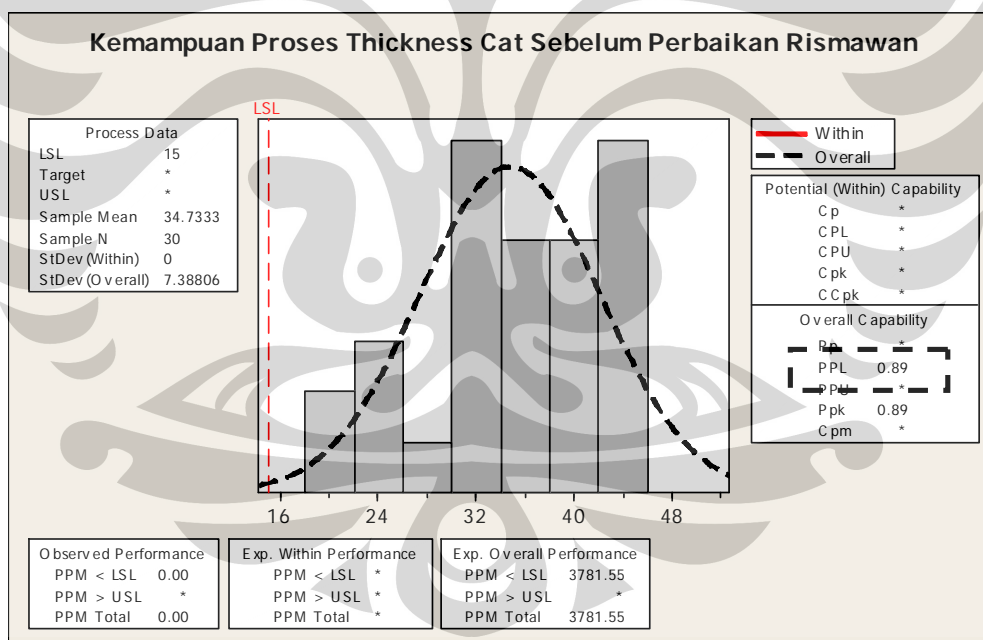 Kemampuan Proses Thickness Cat Sebelum Perbaikan Rismawan
LSL
Process Data
LSL 15
Target *
USL *
Sample Mean 34.7333
Sample N 30
StDev(Within) 0
StDev(Overall) 7.38806
Within
Overall
Potential (Within) Capability
Cp *
CPL *
CPU *
Cpk *
CCpk *
Overall Capability
Pp *
PPL 0.89
PPU *
Ppk 0.89
Cpm *
16 24 32 40 48
Observed Performance
PPM < LSL 0.00
PPM > USL *
PPM Total 0.00
Exp. Within Performance
PPM < LSL *
PPM > USL *
PPM Total *
Exp. Overall Performance
PPM < LSL 3781.55
PPM > USL *
PPM Total 3781.55